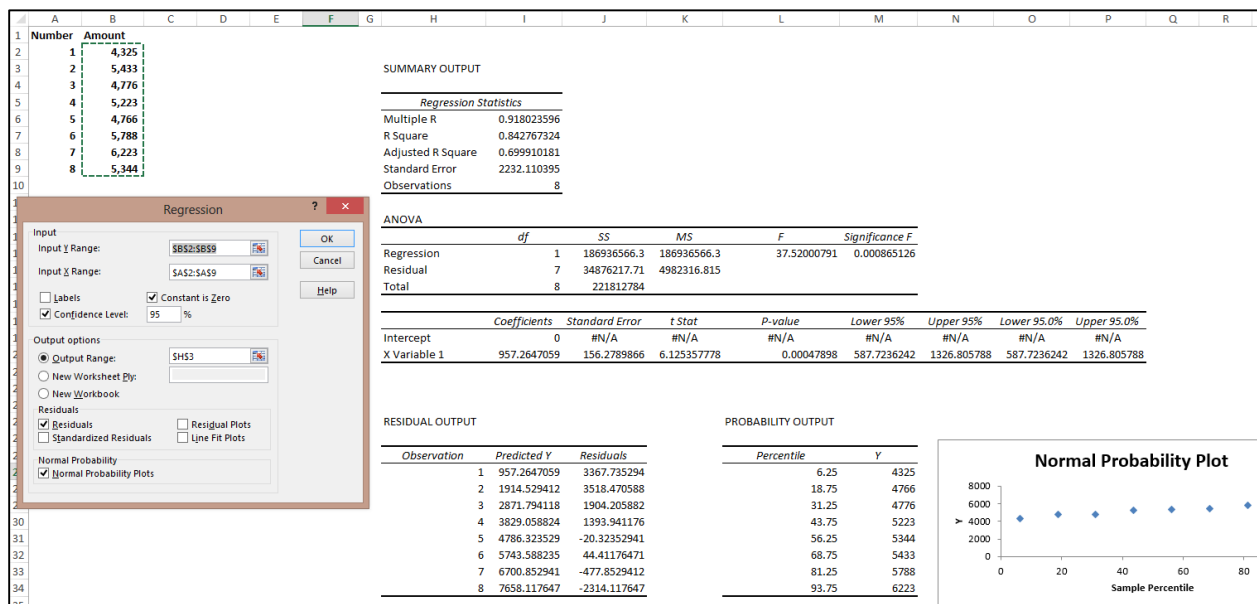 A B C D E F G H I J K L M N O P Q R
1 Number Amount
2 1 4,325
3 2 5,433 SUMMARY OUTPUT
4 3 4,776
5 4 5,223 Regression Statistics
6 5 4,766 Multiple R 0.918023596
7 6 5,788 R Square 0.842767324
8 7 6,223 Adjusted R Square 0.699910181
9 8 5,344 Standard Error 2232.110395
10 Observations 8
ANOVA
df SS MS F Significance F
Regression 1 186936566.3 186936566.3 37.52000791 0.000865126
Residual 7 34876217.71 4982316.815
Total 8 221812784
Coefficients Standard Error t Stat P-value Lower 95% Upper 95% Lower 95.0% Upper 95.0%
Intercept 0 #N/A #N/A #N/A #N/A #N/A #N/A #N/A
X Variable 1 957.2647059 156.2789866 6.125357778 0.00047898 587.7236242 1326.805788 587.7236242 1326.805788
Regression ? ×
Input
Input Y Range: $B$2:$B$9 OK
Input X Range: $A$2:$A$9 Cancel
Help
Labels Constant is Zero
Confidence Level: 95 %
Output options
Output Range: $H$3
New Worksheet Ply:
New Workbook
Residuals
Residuals Residual Plots
Standardized Residuals Line Fit Plots
Normal Probability
Normal Probability Plots
RESIDUAL OUTPUT PROBABILITY OUTPUT
Observation Predicted Y Residuals Percentile Y
1 957.2647059 3367.735294 6.25 4325
2 1914.529412 3518.470588 18.75 4766
3 2871.794118 1904.205882 31.25 4776
30 4 3829.058824 1393.941176 43.75 5223
31 5 4786.323529 -20.32352941 56.25 5344
32 6 5743.588235 44.41176471 68.75 5433
33 7 6700.852941 -477.8529412 81.25 5788
34 8 7658.117647 -2314.117647 93.75 6223
Normal Probability Plot
8000
6000
4000
2000
0
Y
0 20 40 60 80
Sample Percentile